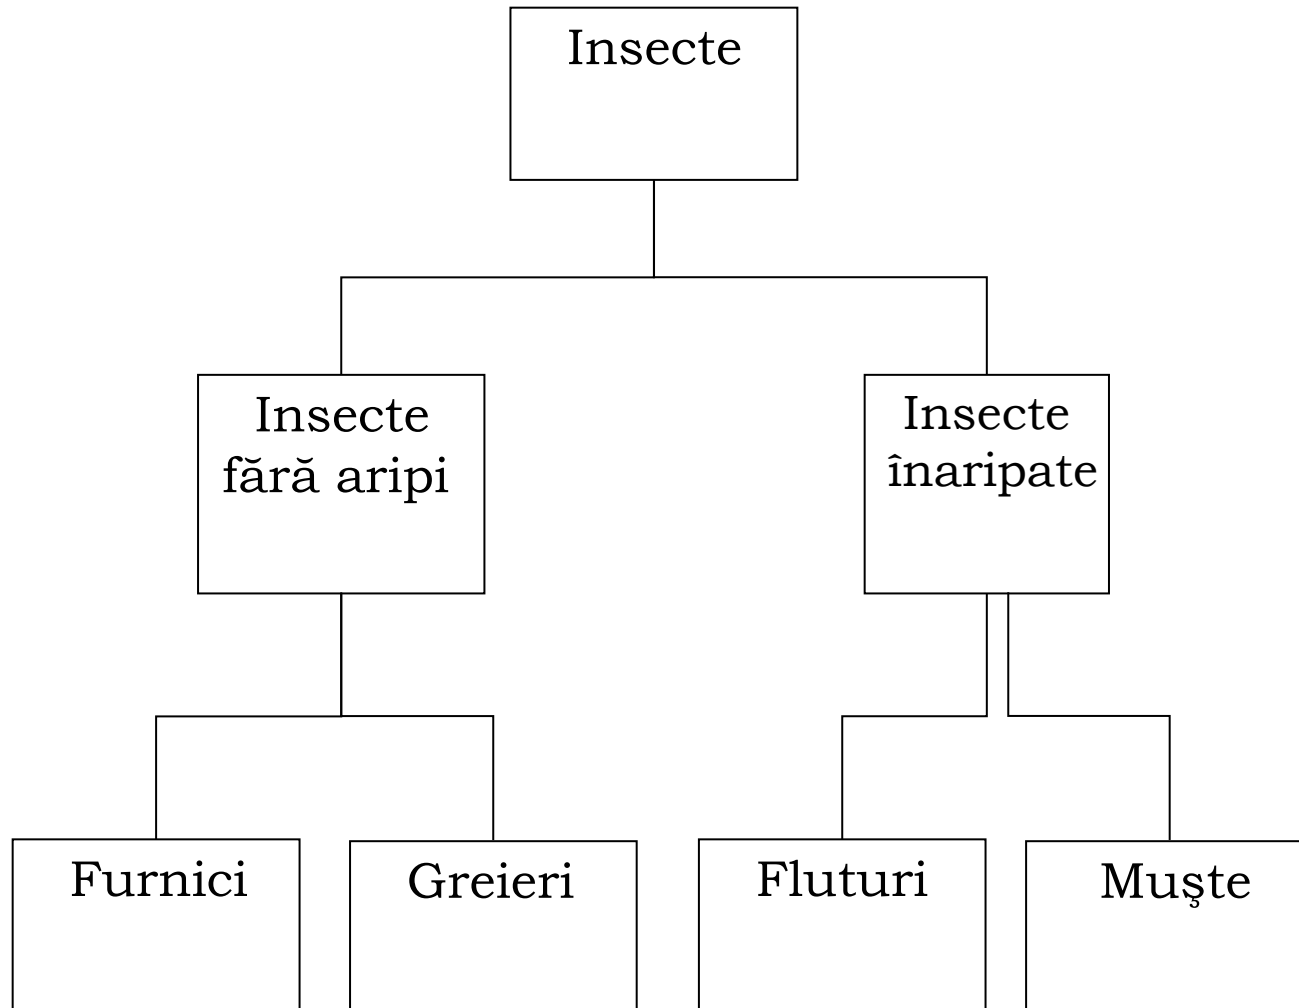 Insecte
Insecte
fără aripi
Insecte
înaripate
Furnici
Greieri
Fluturi
Muşte